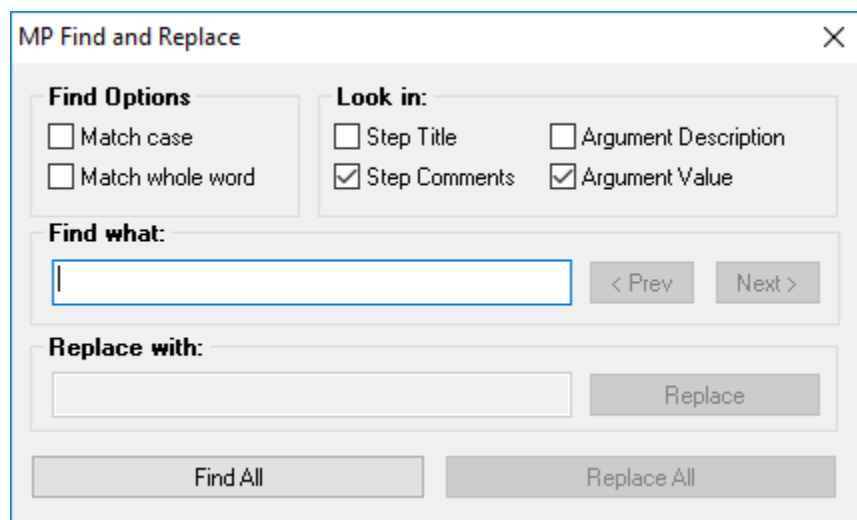 MP Find and Replace
Find Options
Look in:
Match case
Step Title
Argument Description
Match whole word
Step Comments
Argument Value
Find what:
< Prev
Next >
Replace with:
Replace
Find All
Replace All